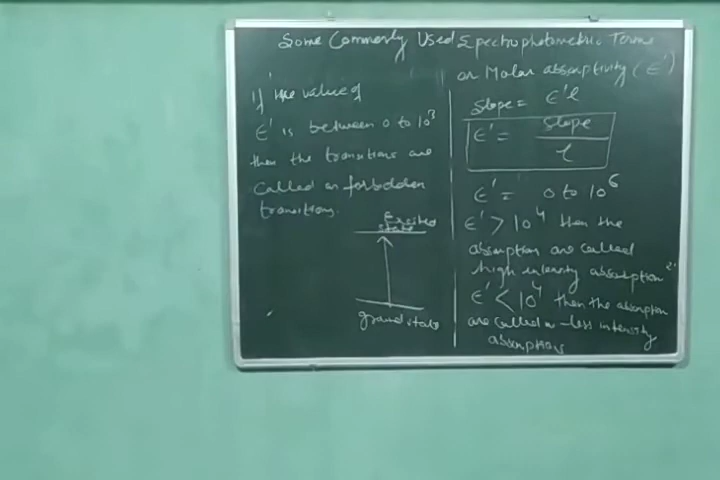 Some Commonly Used Spectrophotometric Terms
If the value of
ε' is between 0 to 10³
then the transitions are
called as forbidden
transitions.
Excited
state
ground state
or Molar absorptivity (ε')
slope = ε'l
ε' = slope / l
ε' = 0 to 10⁶
ε' > 10⁴ then the
absorption are called
high intensity absorption
ε' < 10⁴ then the absorption
are called as less intensity
absorptions